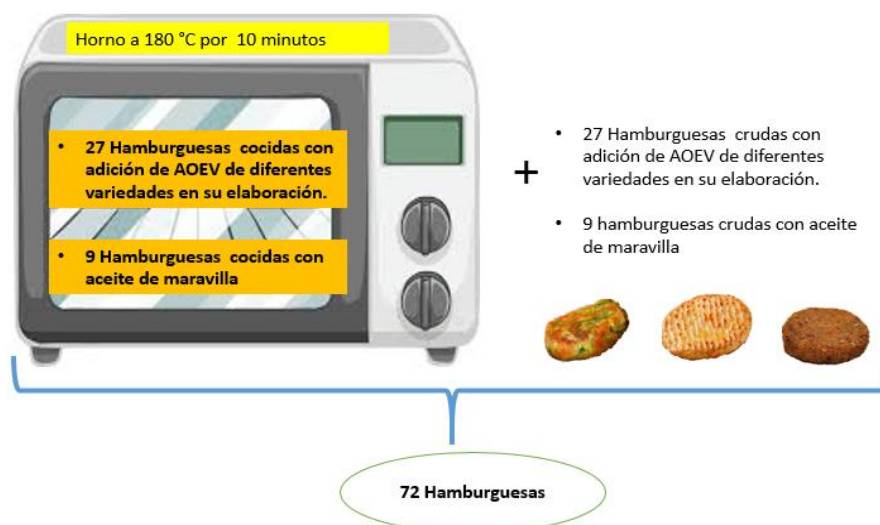 Horno a 180 °C por 10 minutos
• 27 Hamburguesas cocidas con
adición de AOEV de diferentes
variedades en su elaboración.
• 9 Hamburguesas cocidas con
aceite de maravilla
+
• 27 Hamburguesas crudas con
adición de AOEV de diferentes
variedades en su elaboración.
• 9 hamburguesas crudas con aceite
de maravilla
72 Hamburguesas